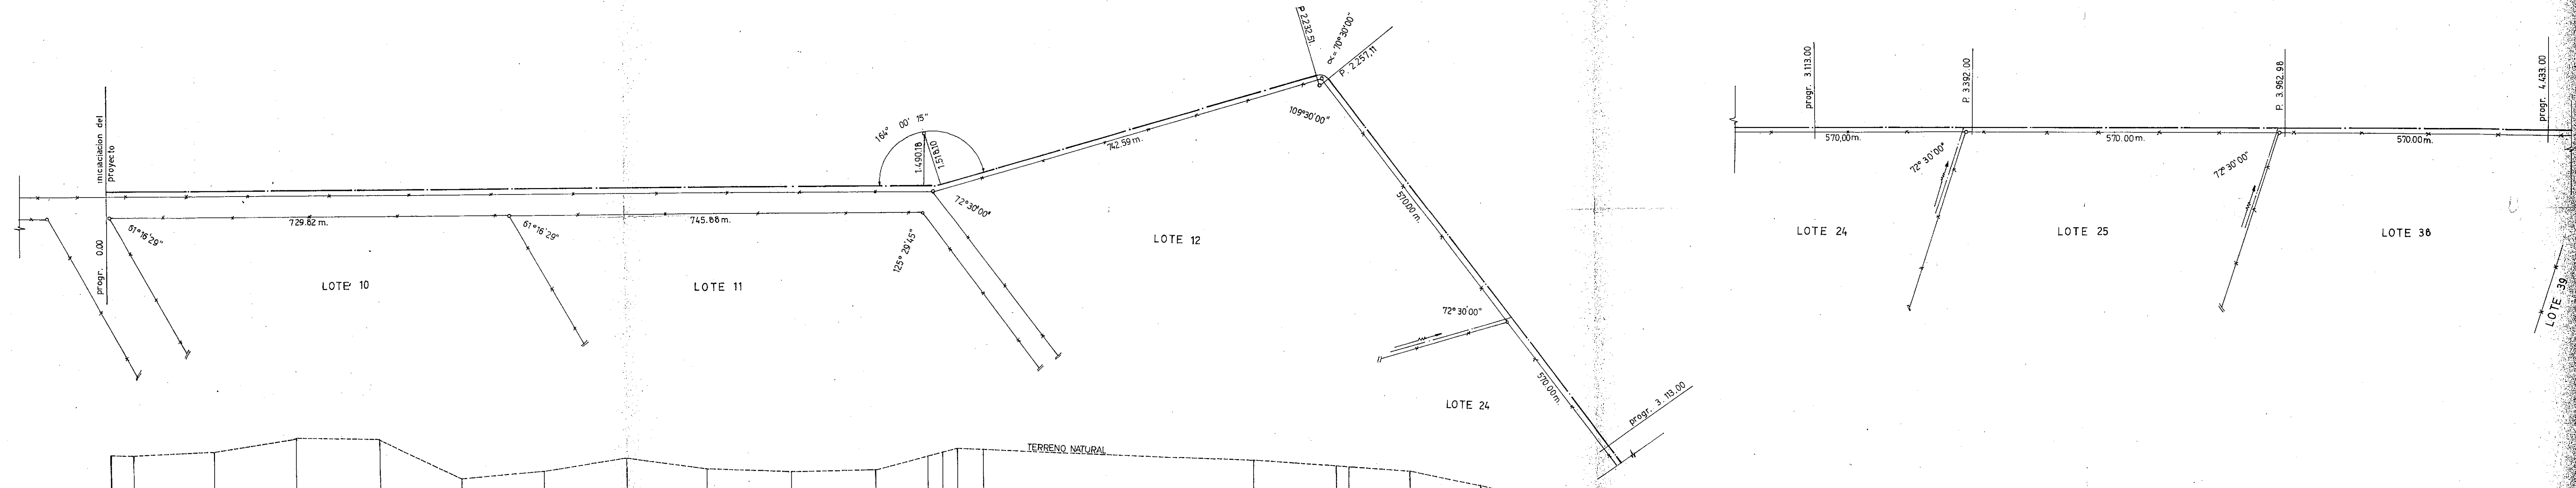 iniciaciacion del
proyecto
progr. 0.00
61°16'29"
729.62 m.
LOTE 10
61°16'29"
745.88 m.
LOTE 11
125° 29' 45"
164° 00' 15"
1.490.18
1.518.10
72°30'00"
742.59 m.
LOTE 12
P 2.232.51.
α = 70°30'00"
P. 2.257,11
109°30'00"
570.00 m.
72°30'00"
LOTE 24
570.00 m.
progr. 3.113.00
TERRENO NATURAL
progr. 3.113.00
570,00 m.
P. 3.392.00
72° 30'00"
LOTE 24
570.00 m.
P. 3.962.98
72° 30'00"
LOTE 25
570.00 m.
progr. 4.433.00
LOTE 38
LOTE 39